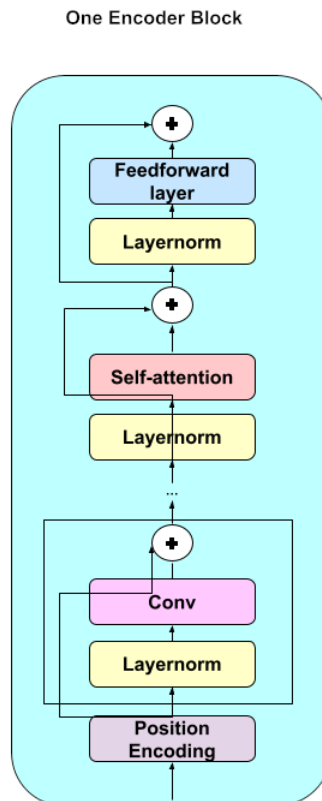 One Encoder Block
Feedforward
layer
Layernorm
Self-attention
Layernorm
...
Conv
Layernorm
Position
Encoding